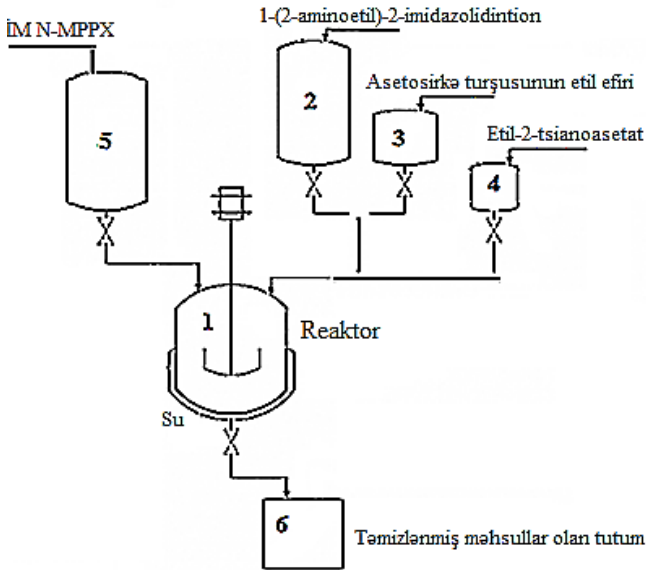 1-(2-aminoetil)-2-imidazolidintion
İM N-MPPX
Asetosirkə turşusunun etil efiri
Etil-2-tsianoasetat
2
5
3
4
1
Reaktor
Su
6
Təmizlənmiş məhsullar olan tutum